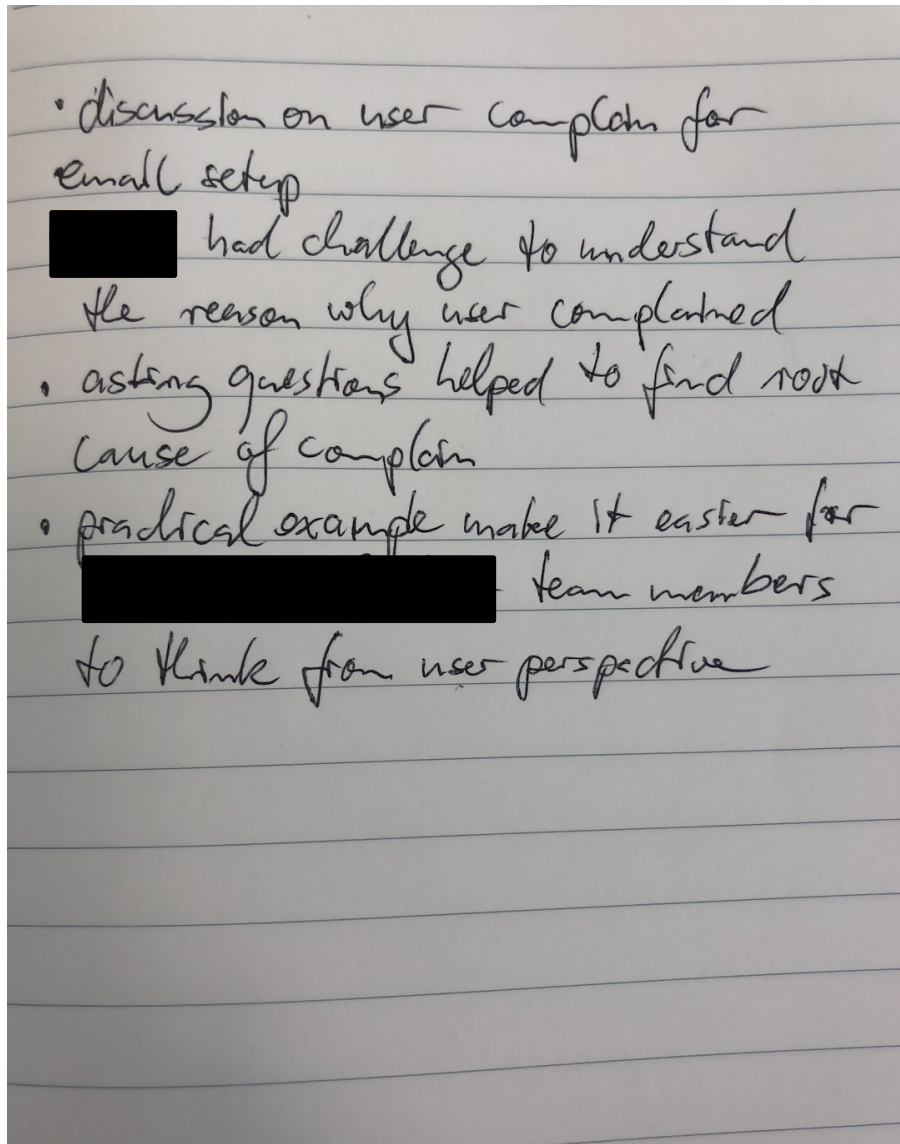 · discussion on user complain for
email setup
had challenge to understand
the reason why user complained
· asking questions helped to find root
cause of complain
· practical example make it easier for
team members
to think from user perspective